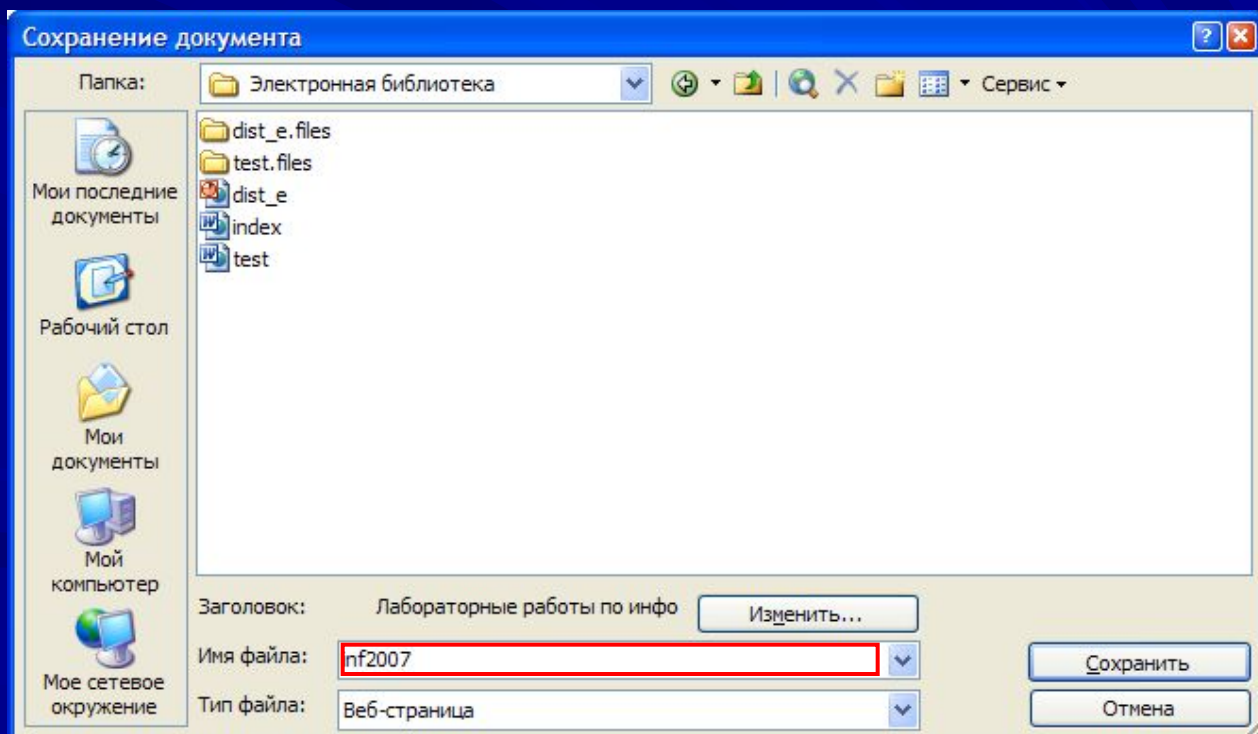 Сохранение документа
Папка:
Электронная библиотека
Сервис
Мои последние
документы
Рабочий стол
Мои
документы
Мой
компьютер
Мое сетевое
окружение
dist_e.files
test.files
dist_e
index
test
Заголовок: Лабораторные работы по инфо Изменить...
Имя файла: nf2007 Сохранить
Тип файла: Веб-страница Отмена